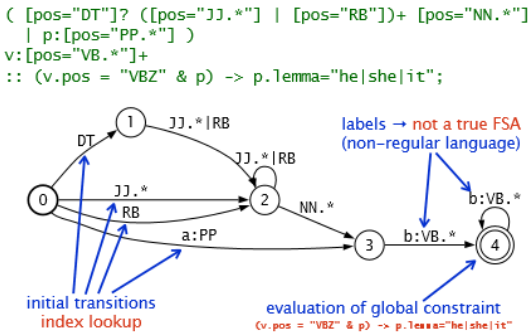 ( [pos="DT"]? ([pos="JJ.*"] | [pos="RB"])+ [pos="NN.*"]
| p:[pos="PP.*"] )
v:[pos="VB.*"]+
:: (v.pos = "VBZ" & p) -> p.lemma="he|she|it";
1
JJ.*|RB
labels → not a true FSA
(non-regular language)
DT
JJ.*|RB
0
JJ.*
2
b:VB.*
RB
NN.*
a:PP
3
b:VB.*
4
initial transitions
index lookup
evaluation of global constraint
(v.pos = "VBZ" & p) -> p.lemma="he|she|it"